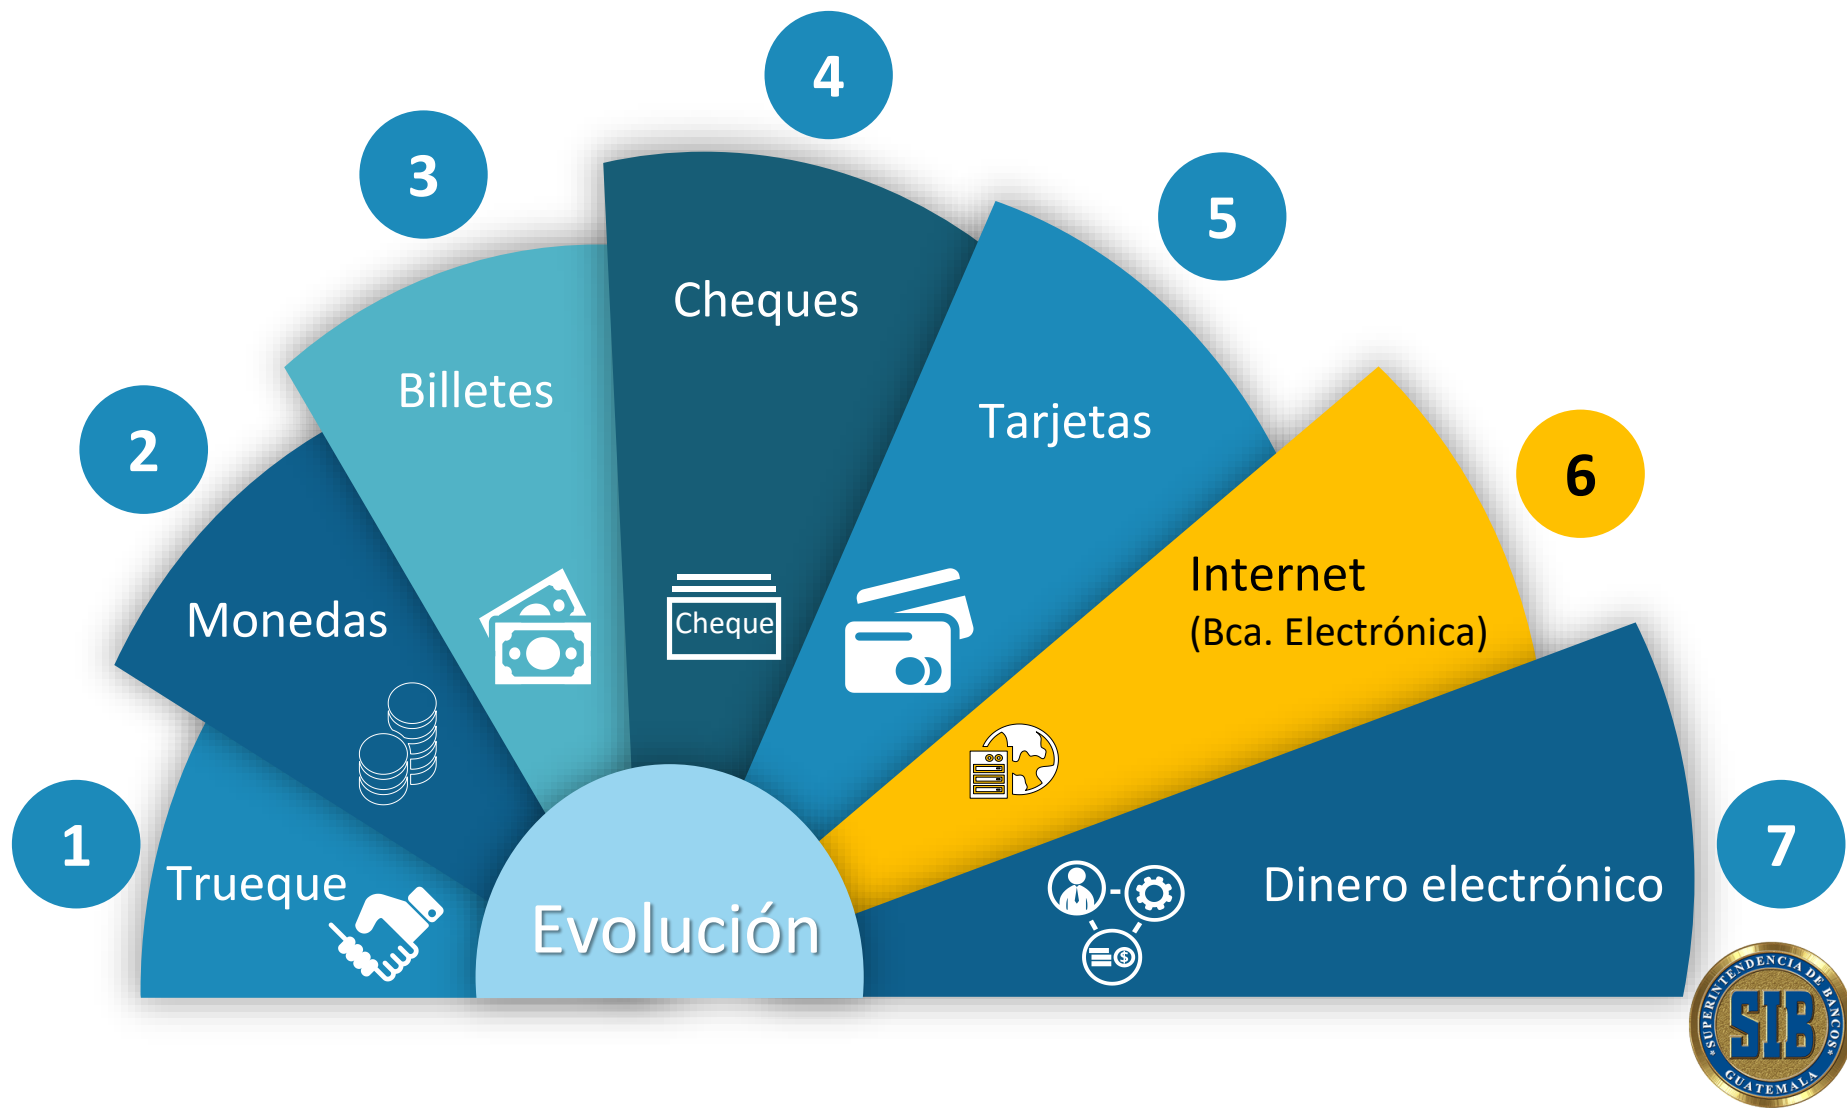 1
Trueque
2
Monedas
3
Billetes
4
Cheques
Cheque
5
Tarjetas
6
Internet
(Bca. Electrónica)
7
Dinero electrónico
$
Evolución
SUPERINTENDENCIA DE BANCOS
SIB
GUATEMALA